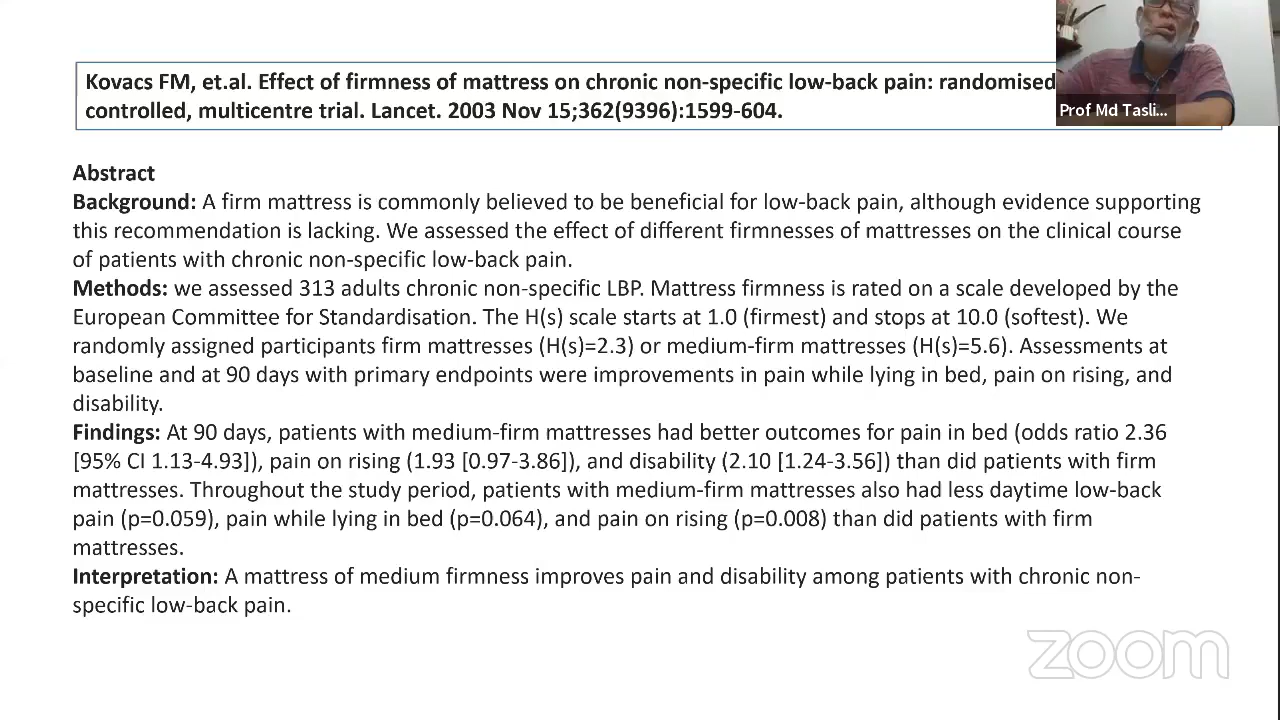 Kovacs FM, et.al. Effect of firmness of mattress on chronic non-specific low-back pain: randomised
controlled, multicentre trial. Lancet. 2003 Nov 15;362(9396):1599-604.
Prof Md Tasli...
Abstract
Background: A firm mattress is commonly believed to be beneficial for low-back pain, although evidence supporting
this recommendation is lacking. We assessed the effect of different firmnesses of mattresses on the clinical course
of patients with chronic non-specific low-back pain.
Methods: we assessed 313 adults chronic non-specific LBP. Mattress firmness is rated on a scale developed by the
European Committee for Standardisation. The H(s) scale starts at 1.0 (firmest) and stops at 10.0 (softest). We
randomly assigned participants firm mattresses (H(s)=2.3) or medium-firm mattresses (H(s)=5.6). Assessments at
baseline and at 90 days with primary endpoints were improvements in pain while lying in bed, pain on rising, and
disability.
Findings: At 90 days, patients with medium-firm mattresses had better outcomes for pain in bed (odds ratio 2.36
[95% CI 1.13-4.93]), pain on rising (1.93 [0.97-3.86]), and disability (2.10 [1.24-3.56]) than did patients with firm
mattresses. Throughout the study period, patients with medium-firm mattresses also had less daytime low-back
pain (p=0.059), pain while lying in bed (p=0.064), and pain on rising (p=0.008) than did patients with firm
mattresses.
Interpretation: A mattress of medium firmness improves pain and disability among patients with chronic non-
specific low-back pain.
zoom